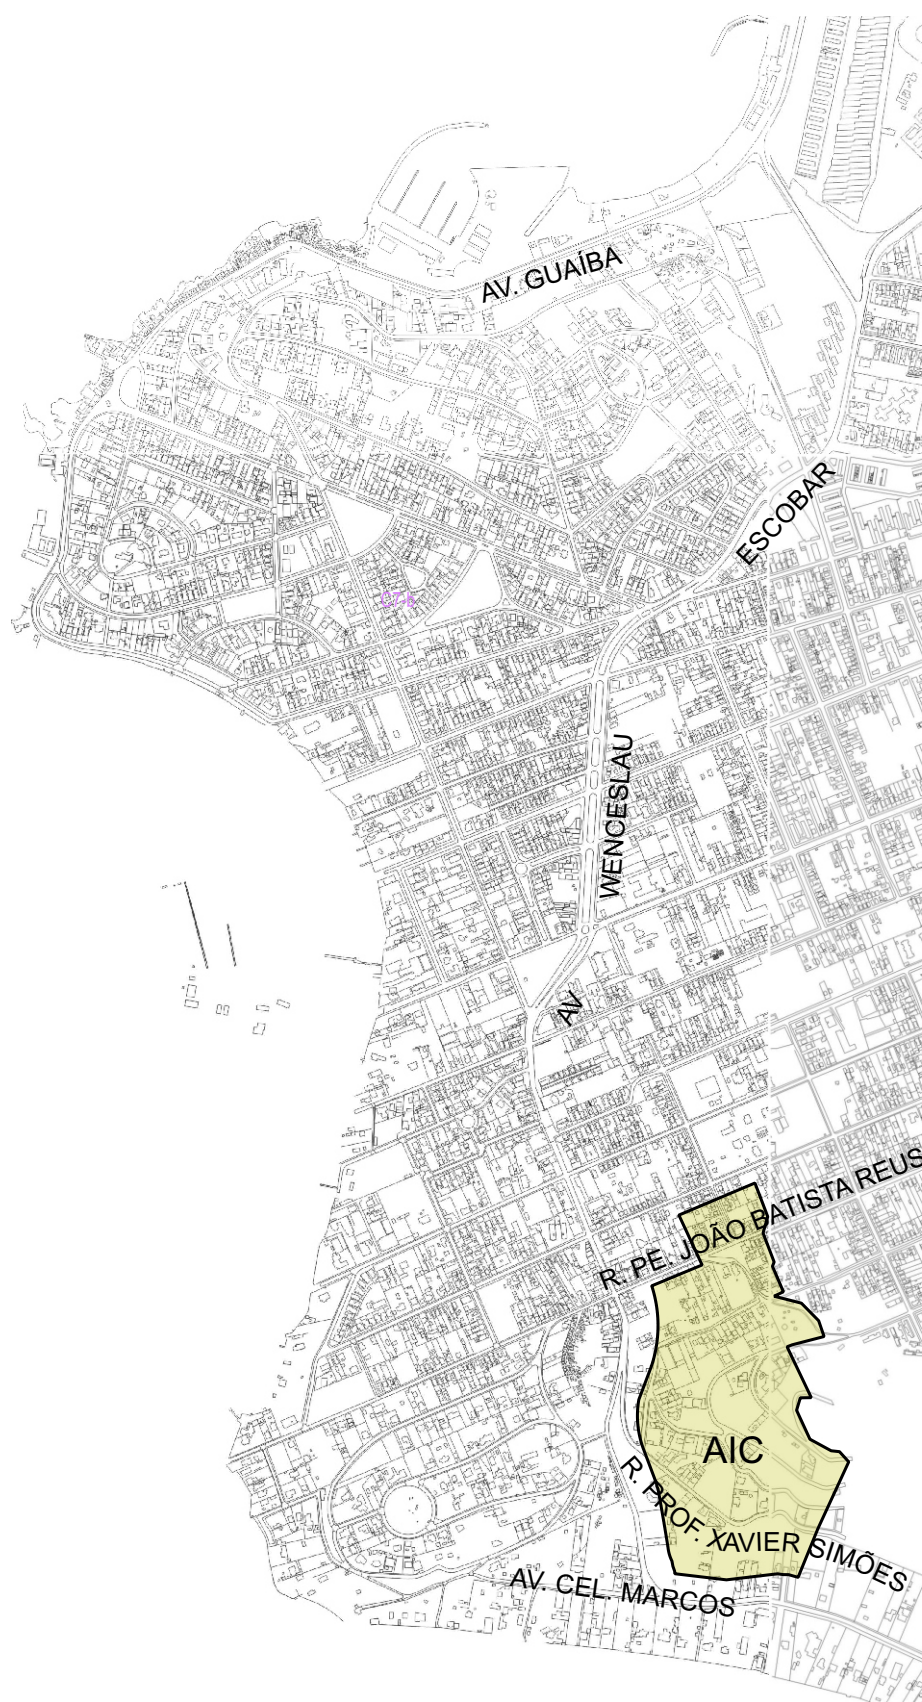 AV. GUAÍBA
ESCOBAR
WENCESLAU
AV
R. PE. JOÃO BATISTA REUS
AIC
R. PROF. XAVIER SIMÕES
AV. CEL. MARCOS